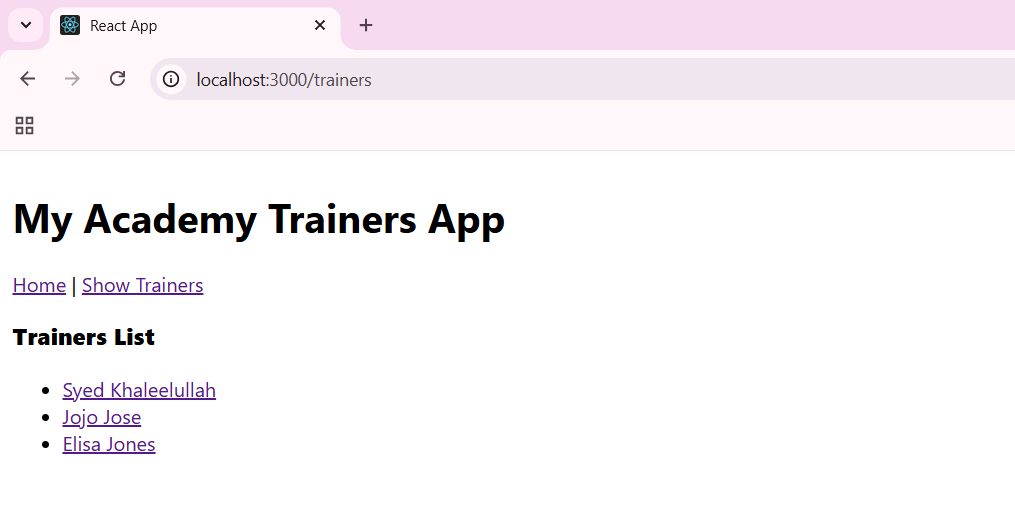 React App
localhost:3000/trainers
My Academy Trainers App
Home | Show Trainers
Trainers List
Syed Khaleelullah
Jojo Jose
Elisa Jones